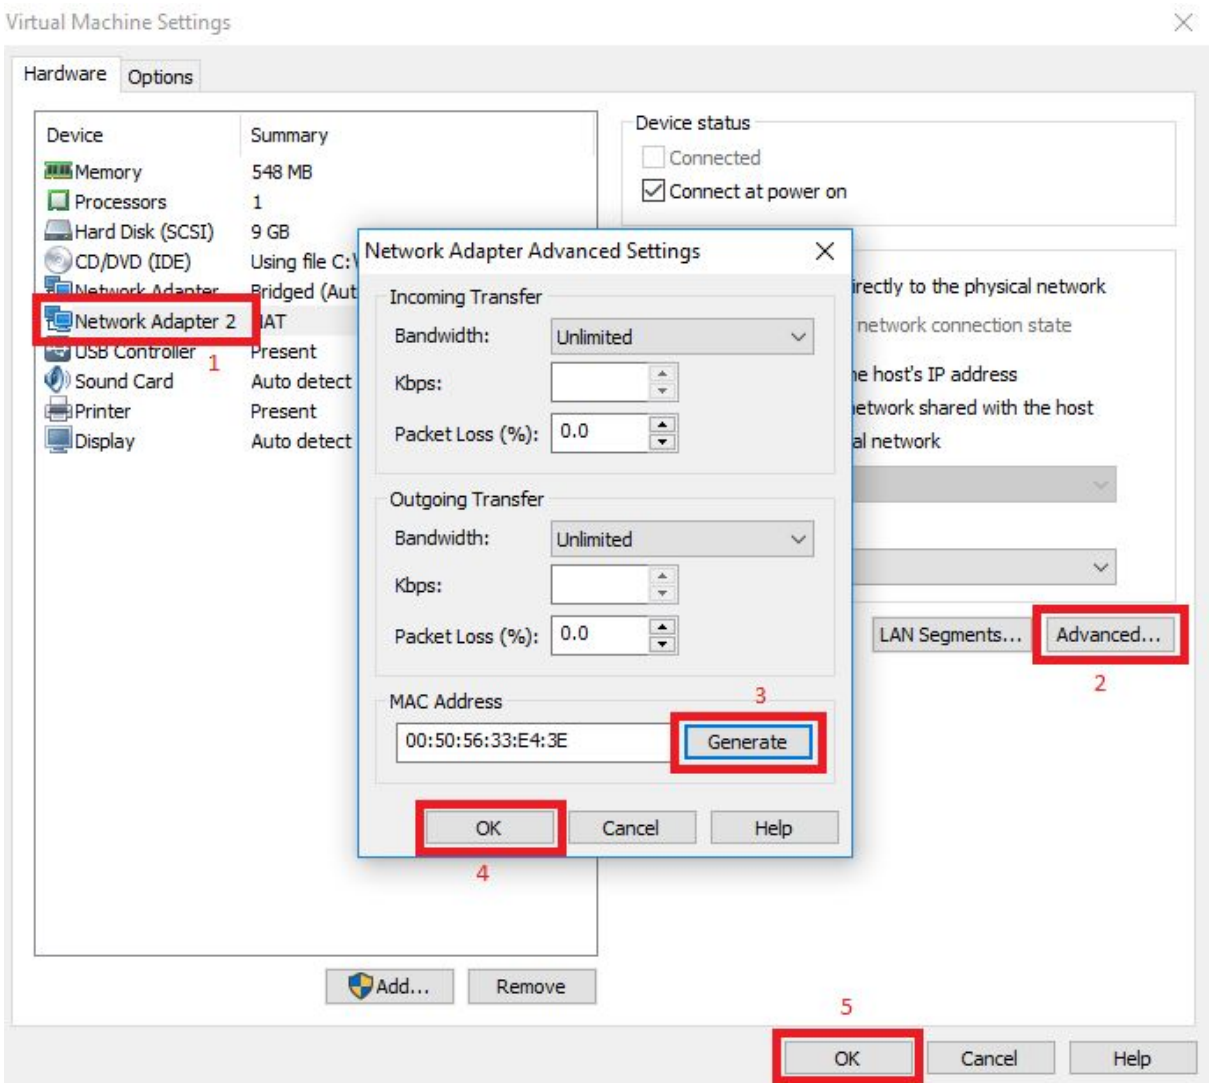 Virtual Machine Settings
Hardware Options
Device Summary
Memory 548 MB
Processors 1
Hard Disk (SCSI) 9 GB
CD/DVD (IDE) Using file C:\
Network Adapter Bridged (Aut
Network Adapter 2 NAT
1
USB Controller Present
Sound Card Auto detect
Printer Present
Display Auto detect
Add... Remove
Device status
Connected
Connect at power on
irectly to the physical network
network connection state
he host's IP address
etwork shared with the host
al network
LAN Segments... Advanced...
2
Network Adapter Advanced Settings
Incoming Transfer
Bandwidth: Unlimited
Kbps:
Packet Loss (%): 0.0
Outgoing Transfer
Bandwidth: Unlimited
Kbps:
Packet Loss (%): 0.0
MAC Address
3
00:50:56:33:E4:3E Generate
OK Cancel Help
4
5
OK Cancel Help